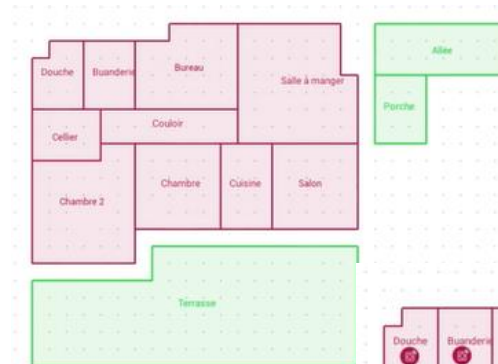 Allée
Douche
Buanderie
Bureau
Salle à manger
Porche
Couloir
Cellier
Chambre
Cuisine
Salon
Chambre 2
Terrasse
Douche
Buanderie